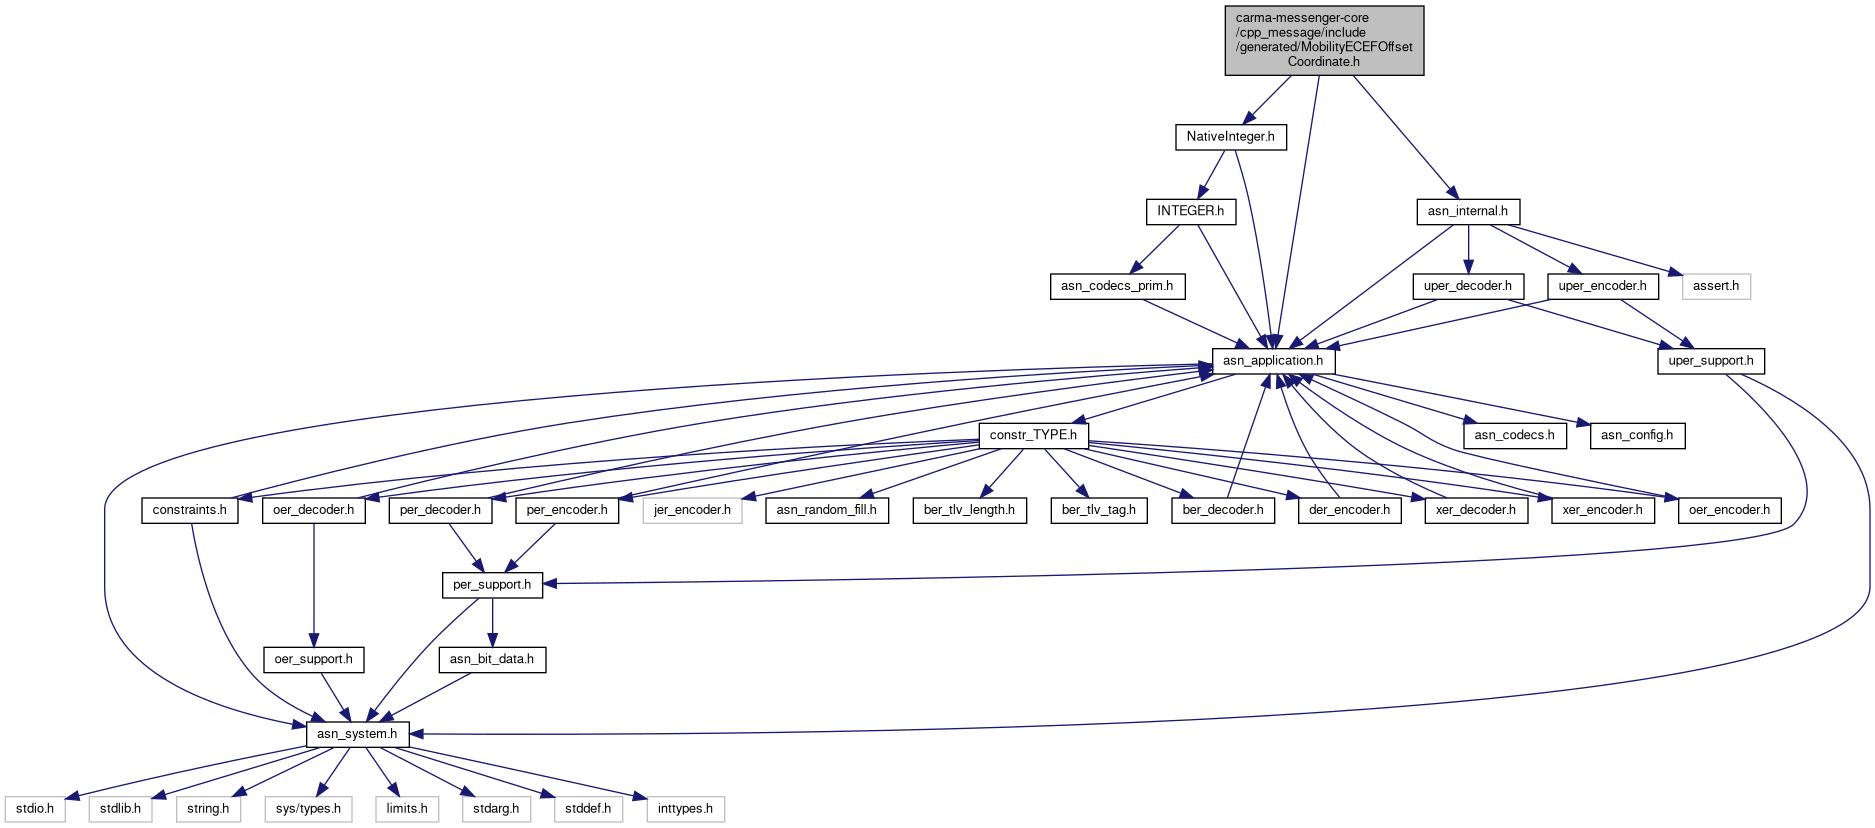 carma-messenger-core
/cpp_message/include
/generated/MobilityECEFOffset
Coordinate.h
NativeInteger.h
INTEGER.h
asn_internal.h
asn_codecs_prim.h
uper_decoder.h
uper_encoder.h
assert.h
asn_application.h
uper_support.h
constr_TYPE.h
asn_codecs.h
asn_config.h
constraints.h
oer_decoder.h
per_decoder.h
per_encoder.h
jer_encoder.h
asn_random_fill.h
ber_tlv_length.h
ber_tlv_tag.h
ber_decoder.h
der_encoder.h
xer_decoder.h
xer_encoder.h
oer_encoder.h
per_support.h
oer_support.h
asn_bit_data.h
asn_system.h
stdio.h
stdlib.h
string.h
sys/types.h
limits.h
stdarg.h
stddef.h
inttypes.h